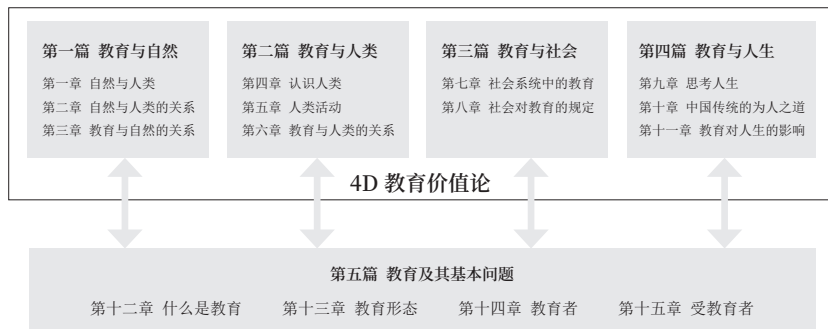 第一篇 教育与自然
第一章 自然与人类
第二章 自然与人类的关系
第三章 教育与自然的关系
第二篇 教育与人类
第四章 认识人类
第五章 人类活动
第六章 教育与人类的关系
第三篇 教育与社会
第七章 社会系统中的教育
第八章 社会对教育的规定
第四篇 教育与人生
第九章 思考人生
第十章 中国传统的为人之道
第十一章 教育对人生的影响
4D 教育价值论
第五篇 教育及其基本问题
第十二章 什么是教育
第十三章 教育形态
第十四章 教育者
第十五章 受教育者